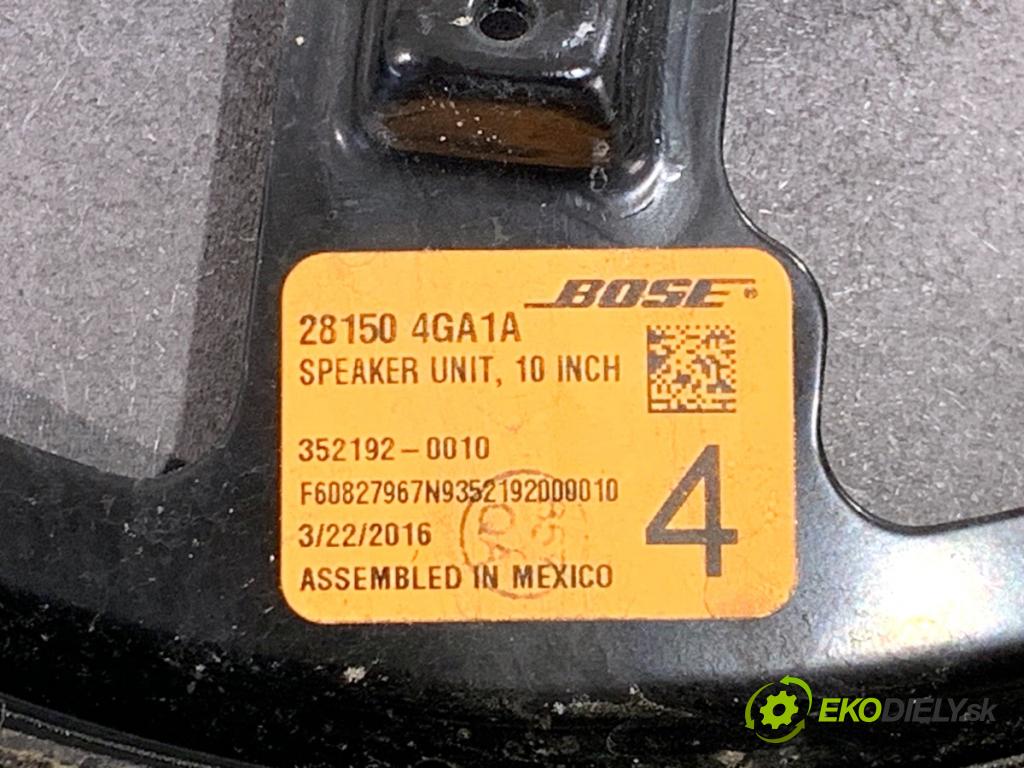 BOSE®
28150 4GA1A
SPEAKER UNIT, 10 INCH
352192-0010
F60827967N9352192000010
3/22/2016
ASSEMBLED IN MEXICO
4
QA
EKODIELY.sk